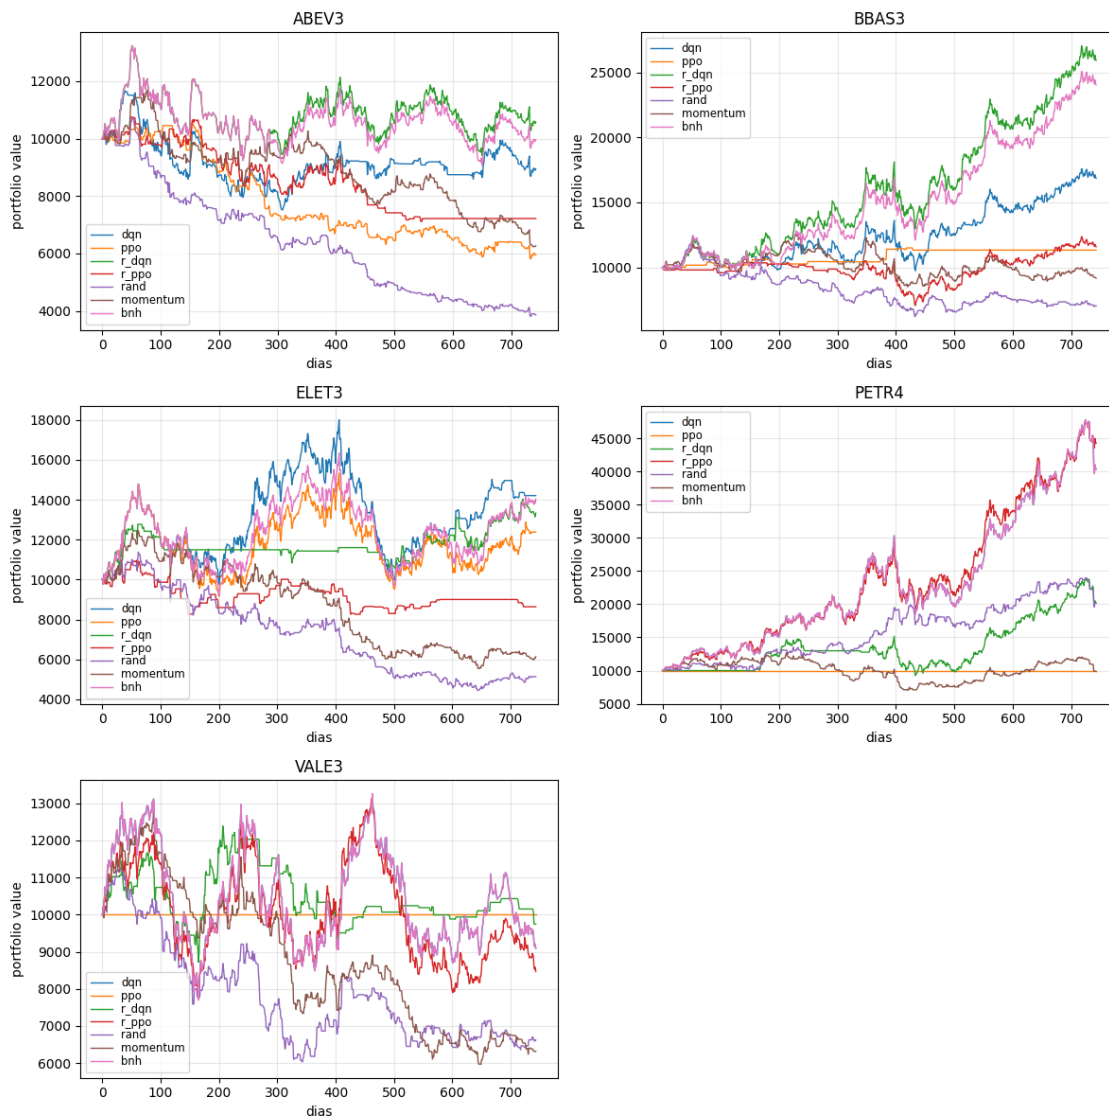 ABEV3
portfolio value
12000
10000
8000
6000
4000
dqn
ppo
r_dqn
r_ppo
rand
momentum
bnh
0 100 200 300 400 500 600 700
dias
BBAS3
portfolio value
25000
20000
15000
10000
dqn
ppo
r_dqn
r_ppo
rand
momentum
bnh
0 100 200 300 400 500 600 700
dias
ELET3
portfolio value
18000
16000
14000
12000
10000
8000
6000
4000
dqn
ppo
r_dqn
r_ppo
rand
momentum
bnh
0 100 200 300 400 500 600 700
dias
PETR4
portfolio value
45000
40000
35000
30000
25000
20000
15000
10000
5000
dqn
ppo
r_dqn
r_ppo
rand
momentum
bnh
0 100 200 300 400 500 600 700
dias
VALE3
portfolio value
13000
12000
11000
10000
9000
8000
7000
6000
dqn
ppo
r_dqn
r_ppo
rand
momentum
bnh
0 100 200 300 400 500 600 700
dias